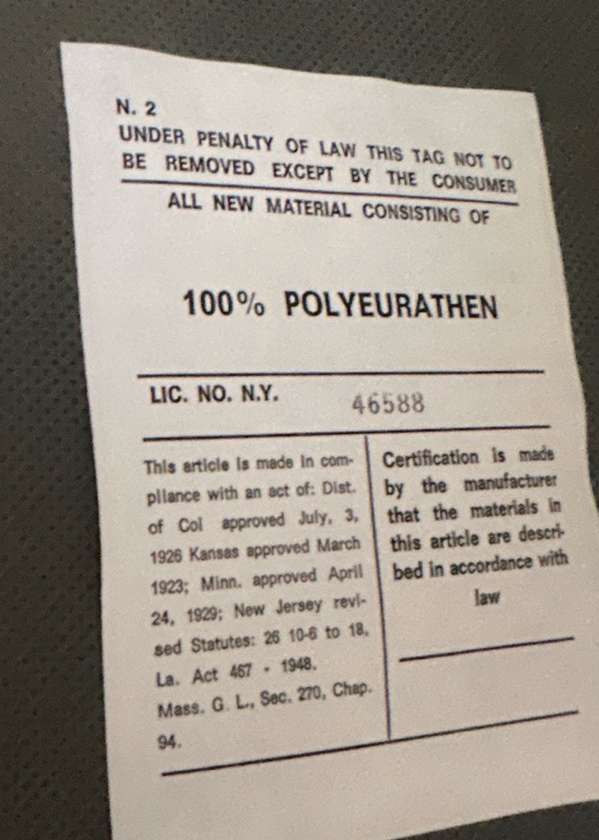 N. 2
UNDER PENALTY OF LAW THIS TAG NOT TO
BE REMOVED EXCEPT BY THE CONSUMER
ALL NEW MATERIAL CONSISTING OF
100% POLYEURATHEN
LIC. NO. N.Y. 46588
This article is made in com-
pliance with an act of: Dist.
of Col approved July, 3,
1926 Kansas approved March
1923; Minn. approved April
24, 1929; New Jersey revi-
sed Statutes: 26 10-6 to 18,
La. Act 467 - 1948.
Mass. G. L., Sec. 270, Chap.
94.
Certification is made
by the manufacturer
that the materials in
this article are descri-
bed in accordance with
law